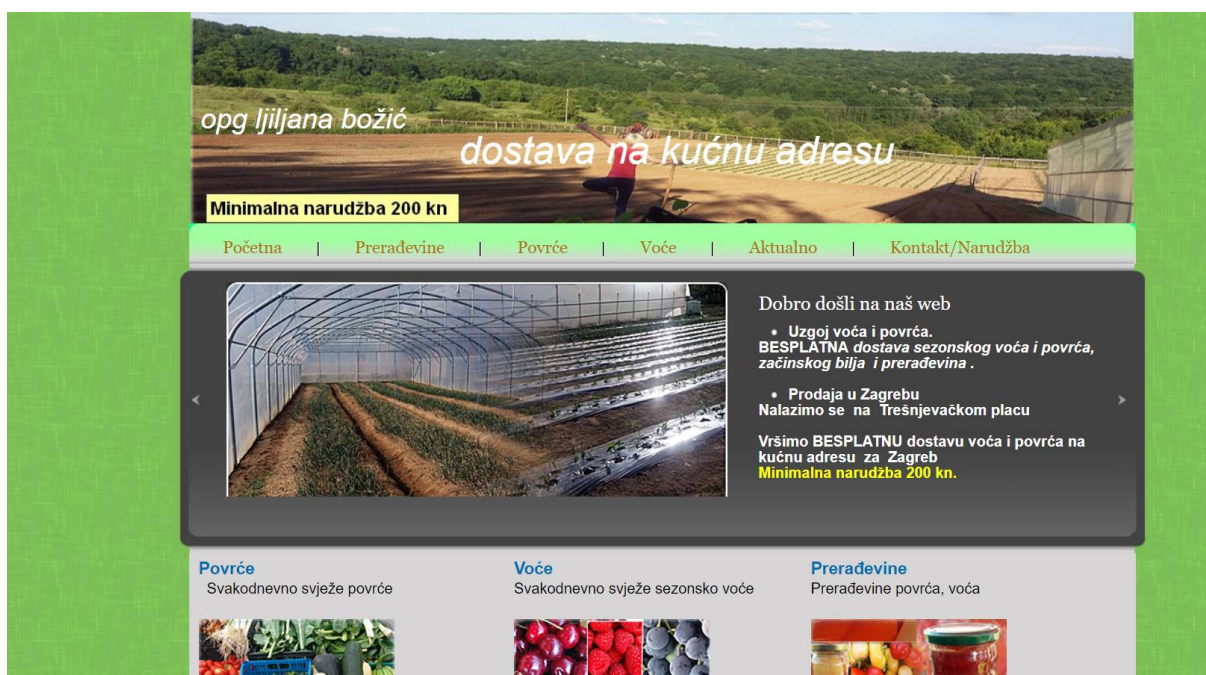 opg ljiljana božić
dostava na kućnu adresu
Minimalna narudžba 200 kn
Početna | Prerađevine | Povrće | Voće | Aktualno | Kontakt/Narudžba
Dobro došli na naš web
• Uzgoj voća i povrća.
BESPLATNA dostava sezonskog voća i povrća,
začinskog bilja i prerađevina .
• Prodaja u Zagrebu
Nalazimo se na Trešnjevačkom placu
Vršimo BESPLATNU dostavu voća i povrća na
kućnu adresu za Zagreb
Minimalna narudžba 200 kn.
Povrće
Svakodnevno svježe povrće
Voće
Svakodnevno svježe sezonsko voće
Prerađevine
Prerađevine povrća, voća